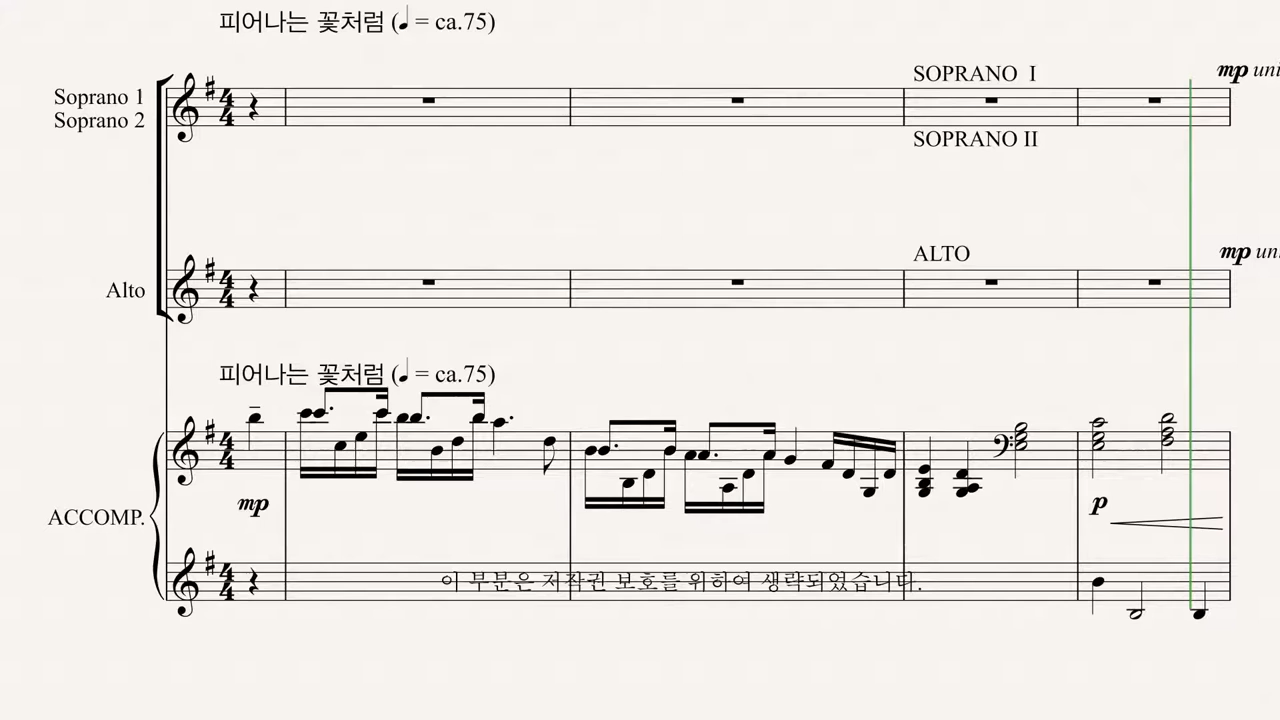 피어나는 꽃처럼 (♩ = ca.75)
Soprano 1
Soprano 2
SOPRANO I
mp uni
SOPRANO II
Alto
ALTO
mp uni
피어나는 꽃처럼 (♩ = ca.75)
mp
p
ACCOMP.
이 부분은 저작권 보호를 위하여 생략되었습니다.